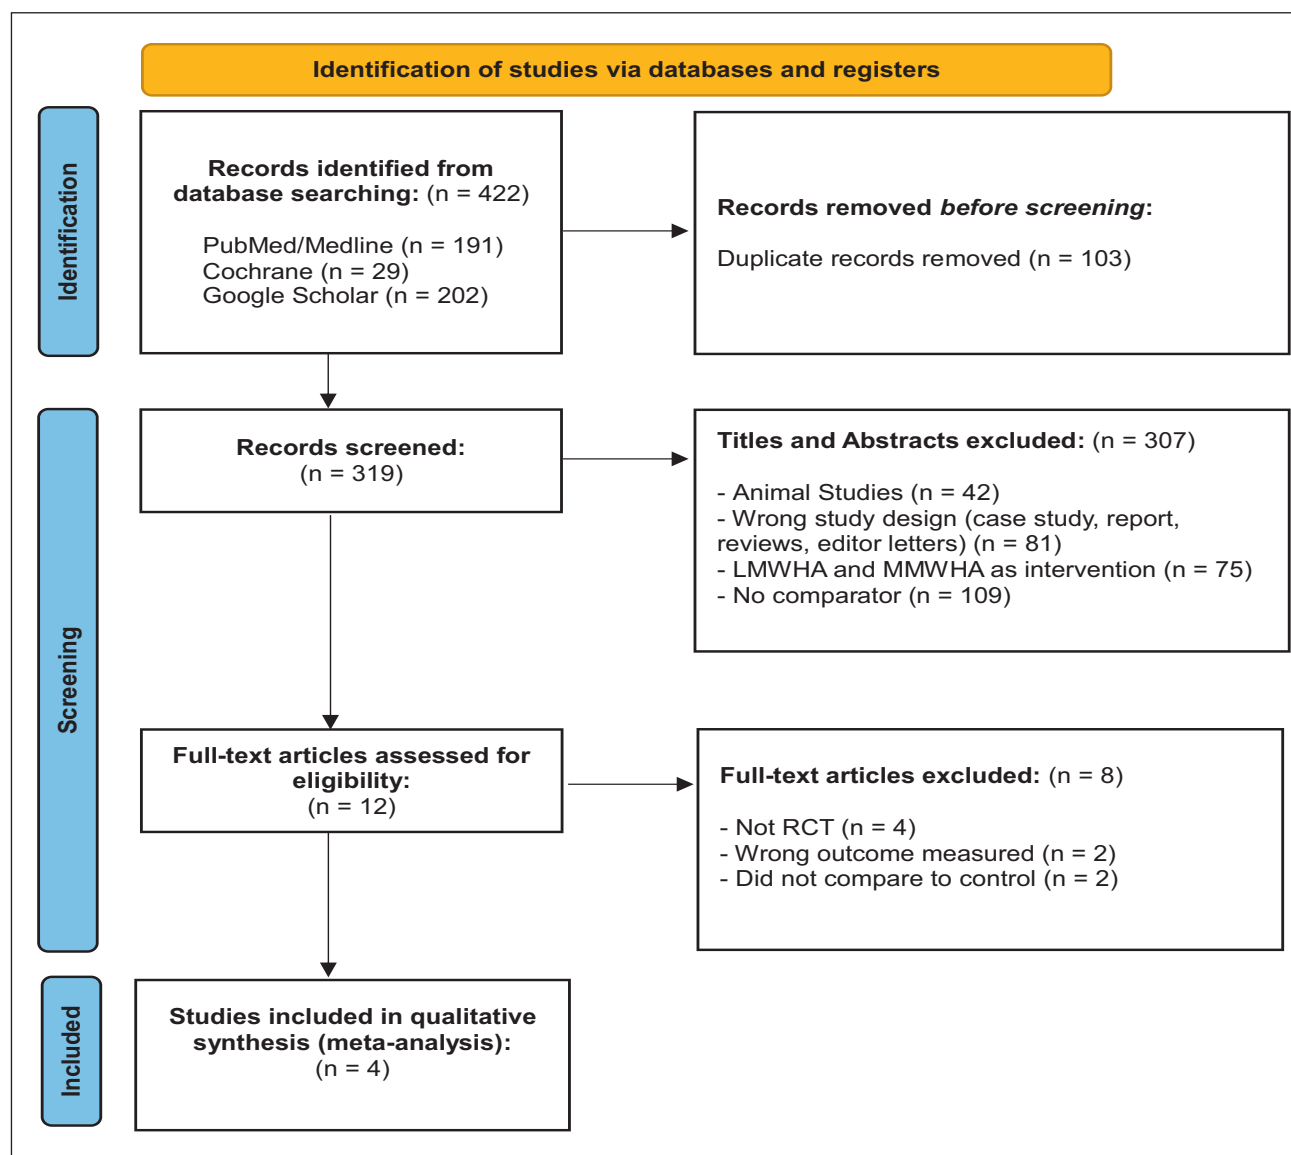 Identification of studies via databases and registers
Identification
Records identified from
database searching: (n = 422)
PubMed/Medline (n = 191)
Cochrane (n = 29)
Google Scholar (n = 202)
Records removed before screening:
Duplicate records removed (n = 103)
Screening
Records screened:
(n = 319)
Titles and Abstracts excluded: (n = 307)
- Animal Studies (n = 42)
- Wrong study design (case study, report,
reviews, editor letters) (n = 81)
- LMWHA and MMWHA as intervention (n = 75)
- No comparator (n = 109)
Full-text articles assessed for
eligibility:
(n = 12)
Full-text articles excluded: (n = 8)
- Not RCT (n = 4)
- Wrong outcome measured (n = 2)
- Did not compare to control (n = 2)
Included
Studies included in qualitative
synthesis (meta-analysis):
(n = 4)